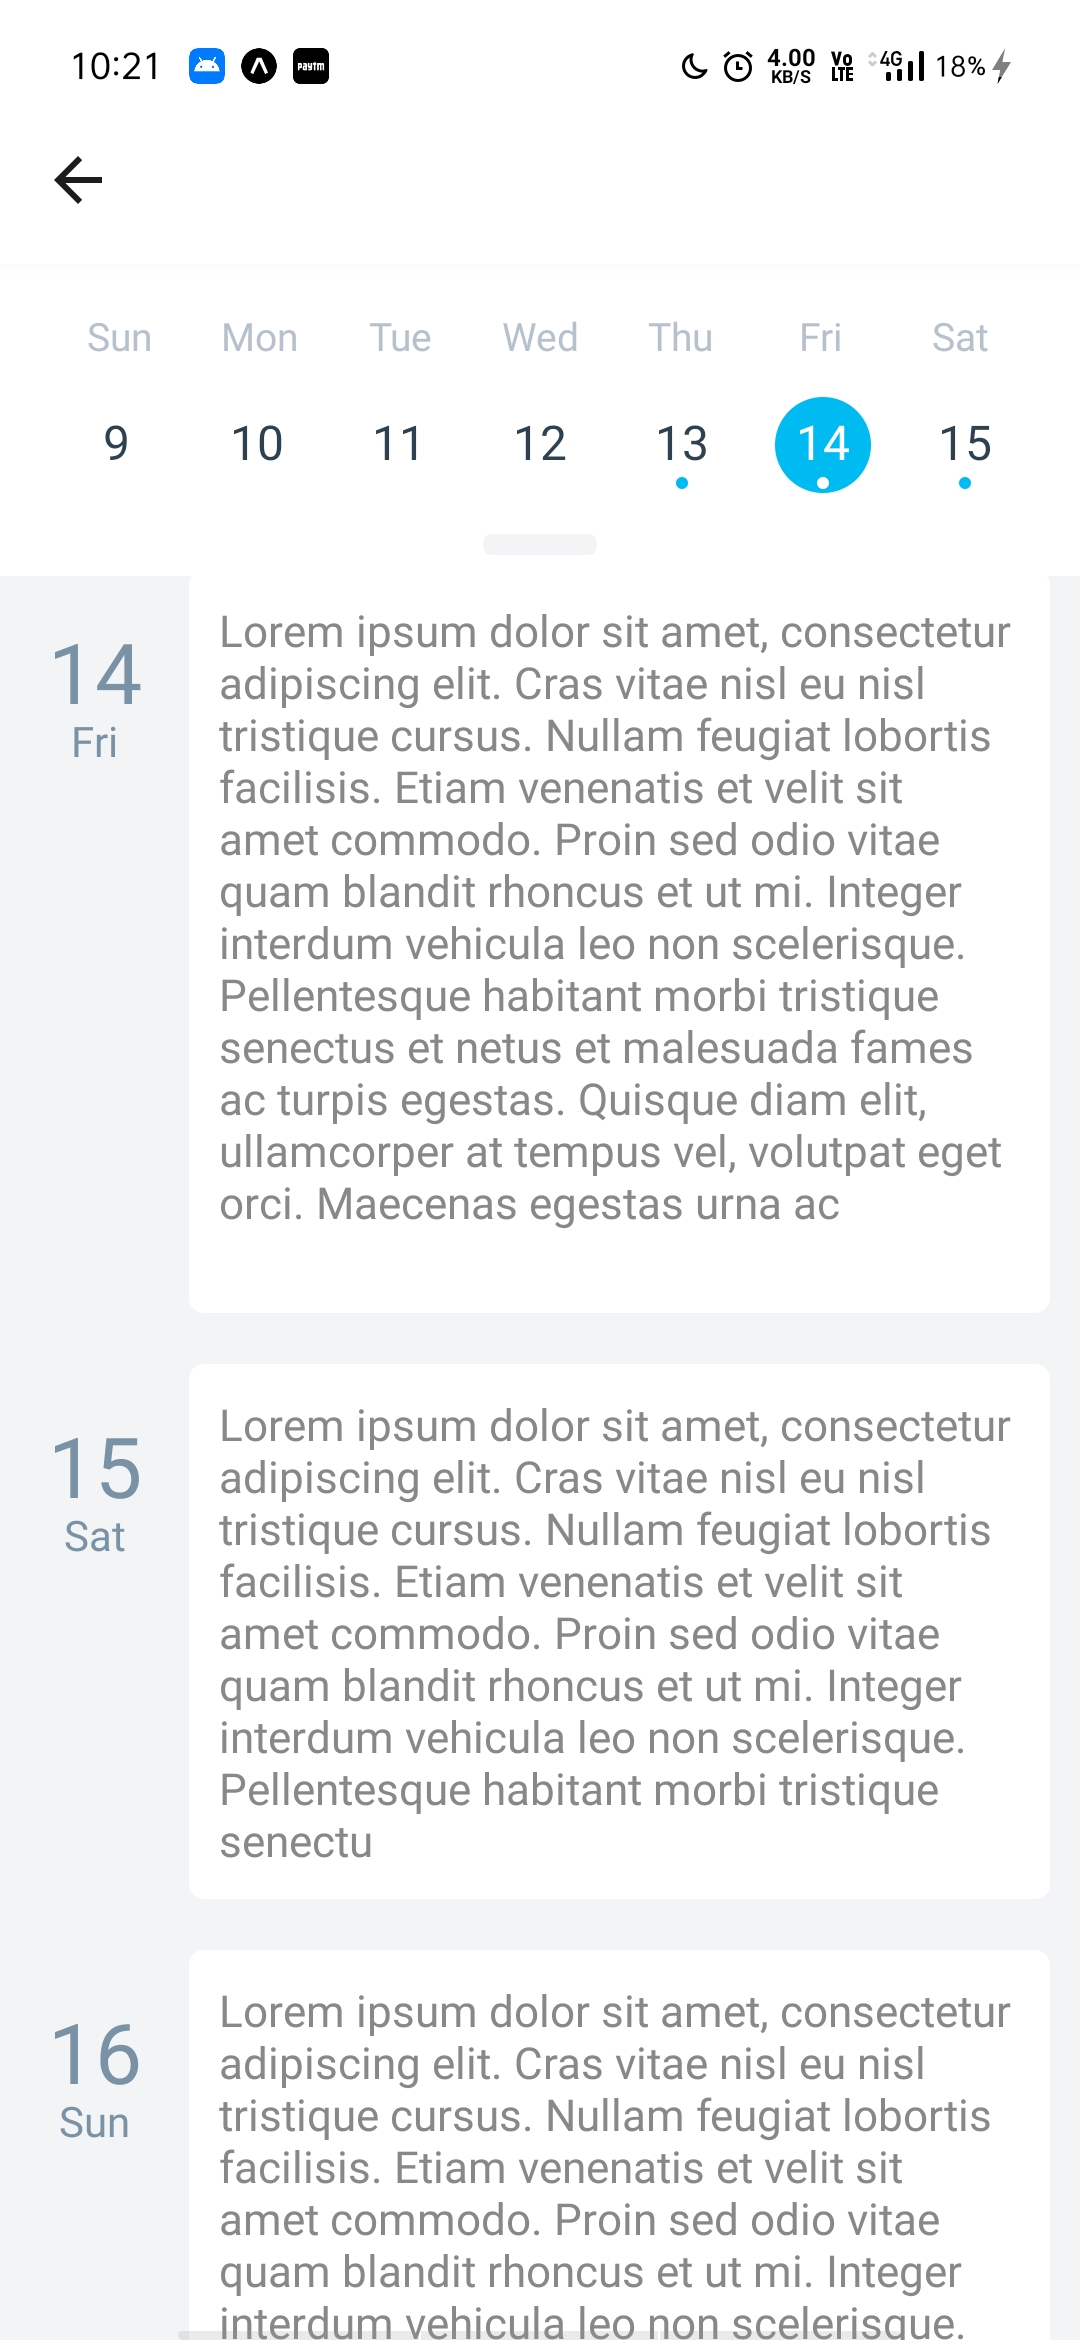 10:21 paytm 4.00 KB/S Vo LTE 4G 18%
Sun Mon Tue Wed Thu Fri Sat
9 10 11 12 13 14 15
14
Fri
Lorem ipsum dolor sit amet, consectetur
adipiscing elit. Cras vitae nisl eu nisl
tristique cursus. Nullam feugiat lobortis
facilisis. Etiam venenatis et velit sit
amet commodo. Proin sed odio vitae
quam blandit rhoncus et ut mi. Integer
interdum vehicula leo non scelerisque.
Pellentesque habitant morbi tristique
senectus et netus et malesuada fames
ac turpis egestas. Quisque diam elit,
ullamcorper at tempus vel, volutpat eget
orci. Maecenas egestas urna ac
15
Sat
Lorem ipsum dolor sit amet, consectetur
adipiscing elit. Cras vitae nisl eu nisl
tristique cursus. Nullam feugiat lobortis
facilisis. Etiam venenatis et velit sit
amet commodo. Proin sed odio vitae
quam blandit rhoncus et ut mi. Integer
interdum vehicula leo non scelerisque.
Pellentesque habitant morbi tristique
senectu
16
Sun
Lorem ipsum dolor sit amet, consectetur
adipiscing elit. Cras vitae nisl eu nisl
tristique cursus. Nullam feugiat lobortis
facilisis. Etiam venenatis et velit sit
amet commodo. Proin sed odio vitae
quam blandit rhoncus et ut mi. Integer
interdum vehicula leo non scelerisque.